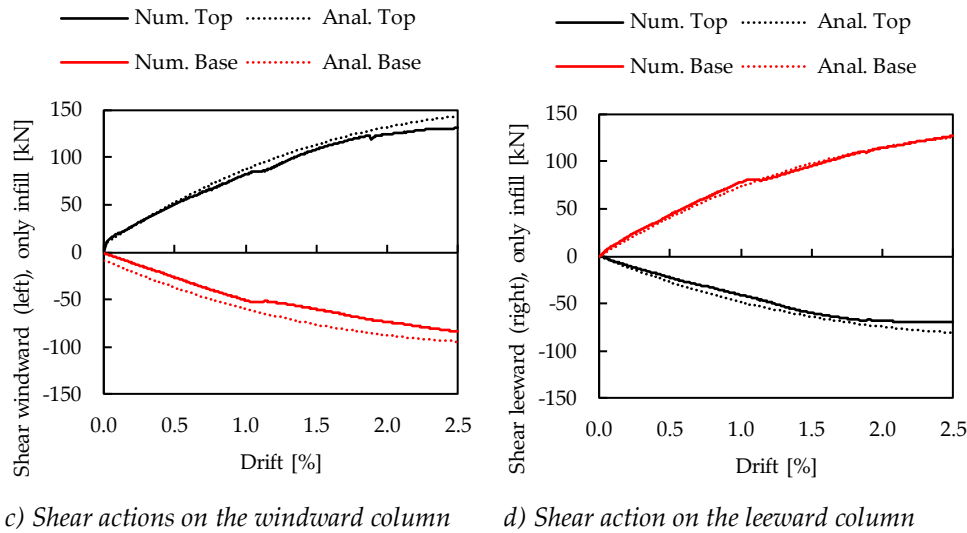 Num. Top
Anal. Top
Num. Base
Anal. Base
Shear windward (left), only infill [kN]
150
100
50
0
-50
-100
-150
0.0 0.5 1.0 1.5 2.0 2.5
Drift [%]
c) Shear actions on the windward column
Num. Top
Anal. Top
Num. Base
Anal. Base
Shear leeward (right), only infill [kN]
150
100
50
0
-50
-100
-150
0.0 0.5 1.0 1.5 2.0 2.5
Drift [%]
d) Shear action on the leeward column